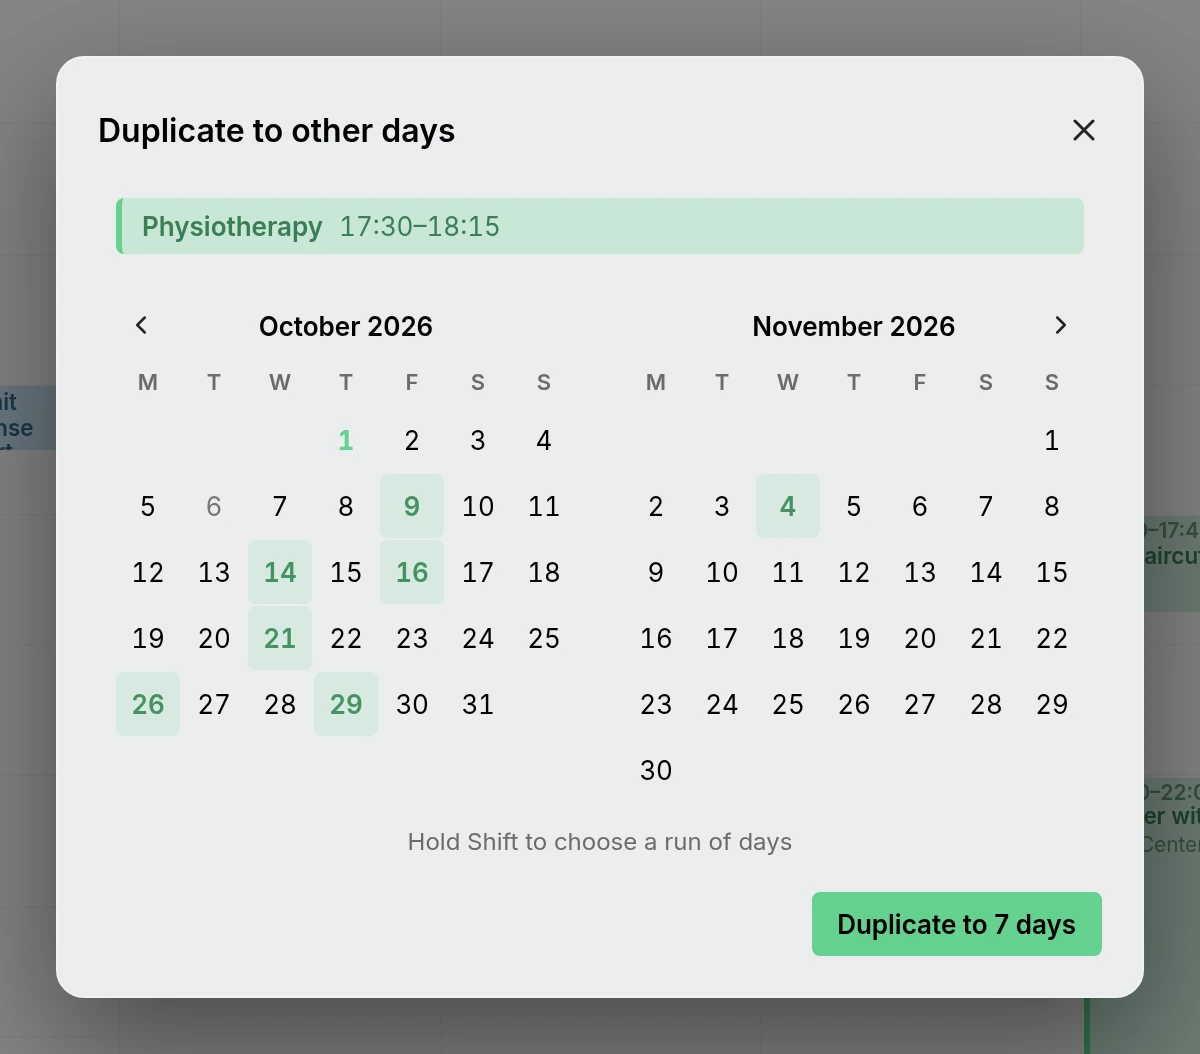 Duplicate to other days
Physiotherapy 17:30–18:15
October 2026
M T W T F S S
1 2 3 4
5 6 7 8 9 10 11
12 13 14 15 16 17 18
19 20 21 22 23 24 25
26 27 28 29 30 31
November 2026
M T W T F S S
1
2 3 4 5 6 7 8
9 10 11 12 13 14 15
16 17 18 19 20 21 22
23 24 25 26 27 28 29
30
Hold Shift to choose a run of days
Duplicate to 7 days